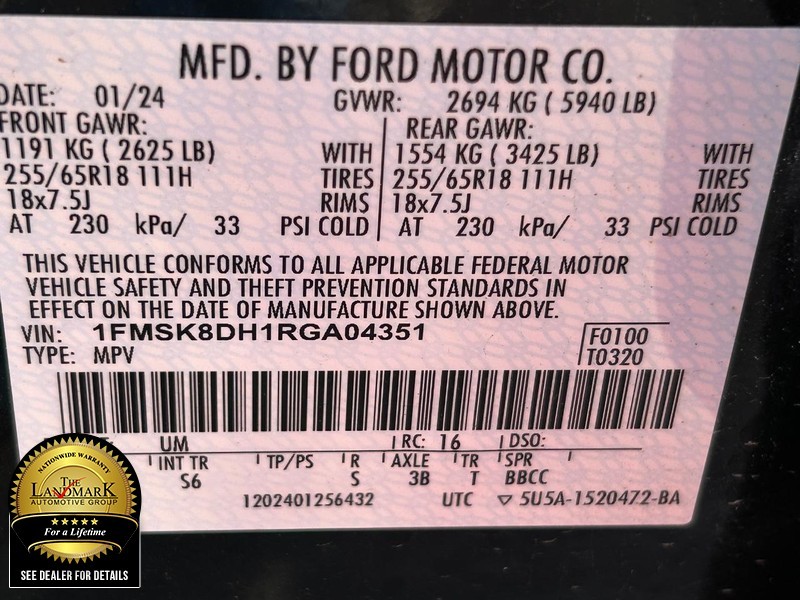 MFD. BY FORD MOTOR CO.
DATE: 01/24 GVWR: 2694 KG ( 5940 LB)
FRONT GAWR: REAR GAWR:
1191 KG ( 2625 LB) WITH 1554 KG ( 3425 LB) WITH
255/65R18 111H TIRES 255/65R18 111H TIRES
18x7.5J RIMS 18x7.5J RIMS
AT 230 kPa/ 33 PSI COLD AT 230 kPa/ 33 PSI COLD
THIS VEHICLE CONFORMS TO ALL APPLICABLE FEDERAL MOTOR
VEHICLE SAFETY AND THEFT PREVENTION STANDARDS IN
EFFECT ON THE DATE OF MANUFACTURE SHOWN ABOVE.
VIN: 1FMSK8DH1RGA04351 F0100
TYPE: MPV T0320
UM RC: 16 DSO:
INT TR TP/PS R AXLE TR SPR
S6 S 3B T BBCC
1202401256432 UTC ▽ 5U5A-1520472-BA
NATIONWIDE WARRANTY
THE
LANDMARK
AUTOMOTIVE GROUP
For a Lifetime
SEE DEALER FOR DETAILS